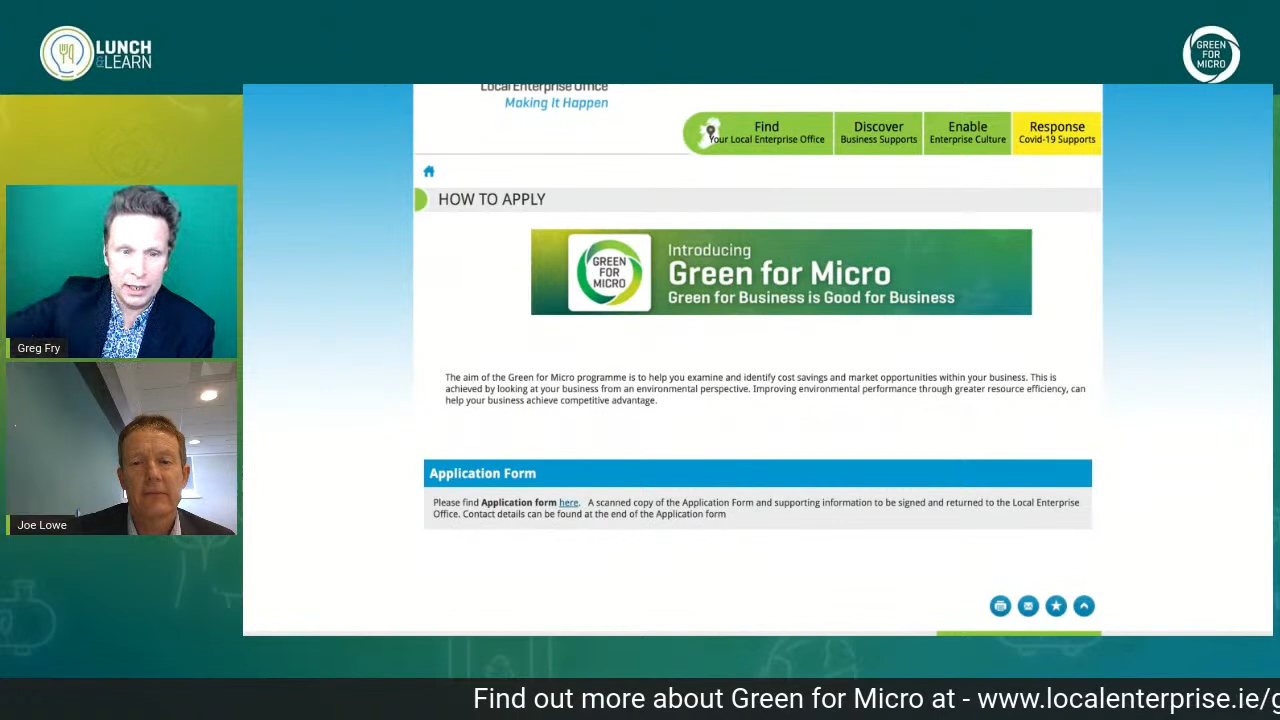 LUNCH
& LEARN
GREEN
FOR
MICRO
Local Enterprise Office
Making It Happen
Find
Your Local Enterprise Office
Discover
Business Supports
Enable
Enterprise Culture
Response
Covid-19 Supports
HOW TO APPLY
GREEN
FOR
MICRO
Introducing
Green for Micro
Green for Business is Good for Business
Greg Fry
The aim of the Green for Micro programme is to help you examine and identify cost savings and market opportunities within your business. This is
achieved by looking at your business from an environmental perspective. Improving environmental performance through greater resource efficiency, can
help your business achieve competitive advantage.
Application Form
Please find Application form here. A scanned copy of the Application Form and supporting information to be signed and returned to the Local Enterprise
Office. Contact details can be found at the end of the Application form
Joe Lowe
Find out more about Green for Micro at - www.localenterprise.ie/g